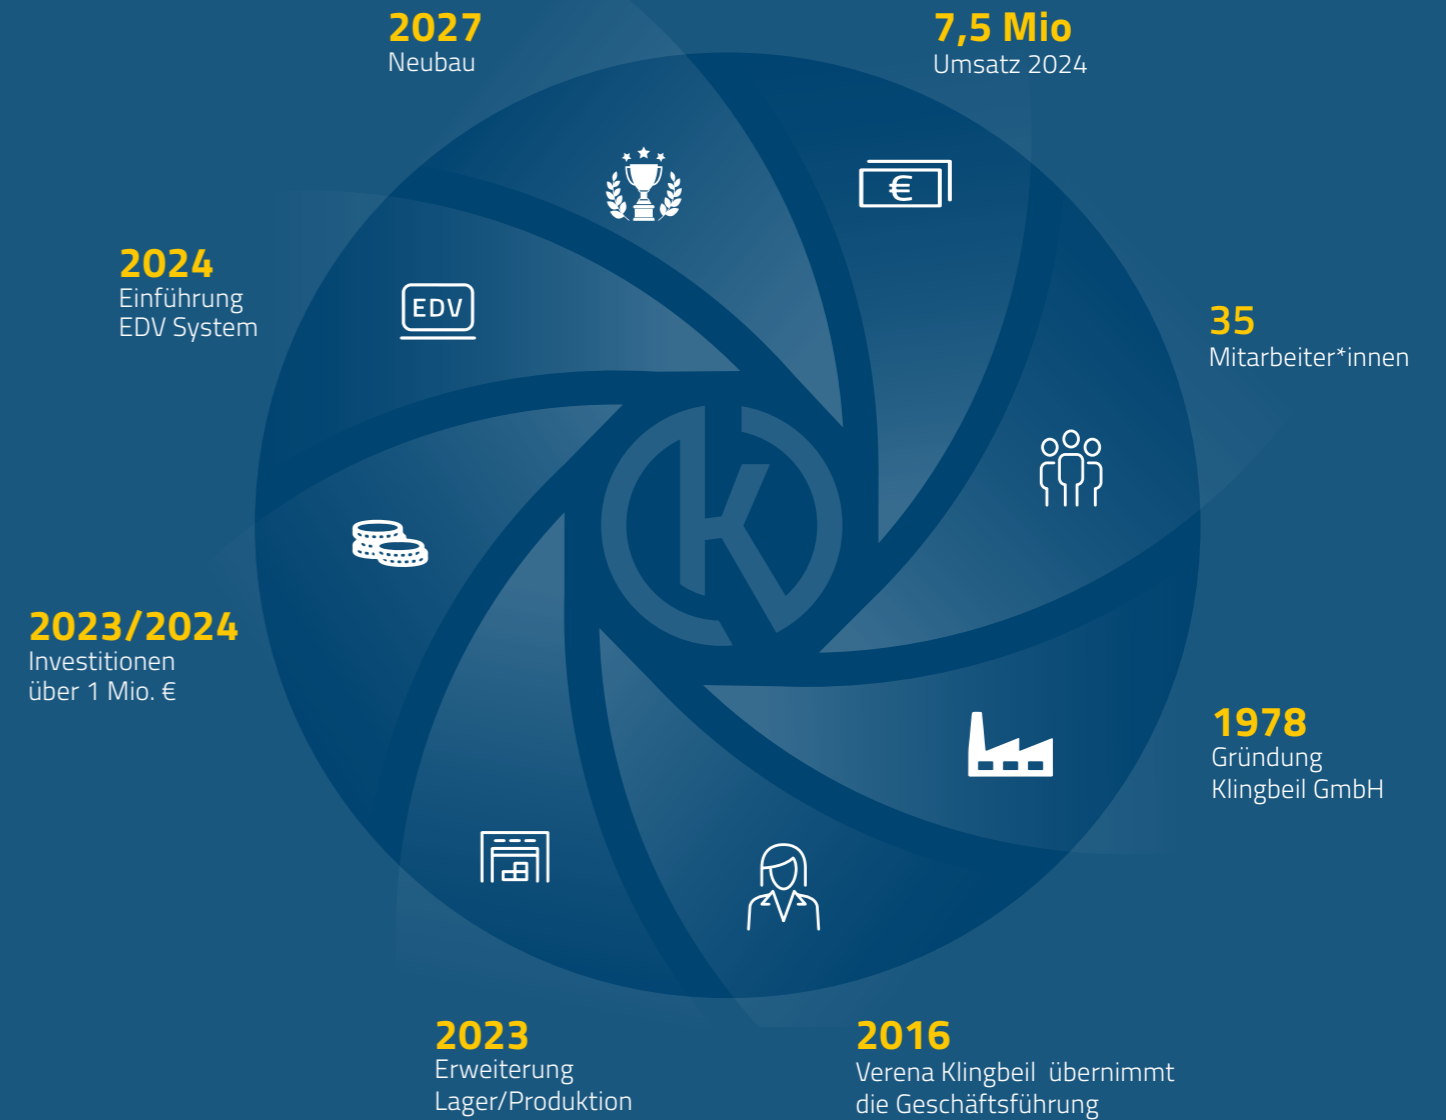 2027
Neubau
7,5 Mio
Umsatz 2024
€
2024
Einführung
EDV System
EDV
35
Mitarbeiter*innen
K
2023/2024
Investitionen
über 1 Mio. €
1978
Gründung
Klingbeil GmbH
2023
Erweiterung
Lager/Produktion
2016
Verena Klingbeil übernimmt
die Geschäftsführung